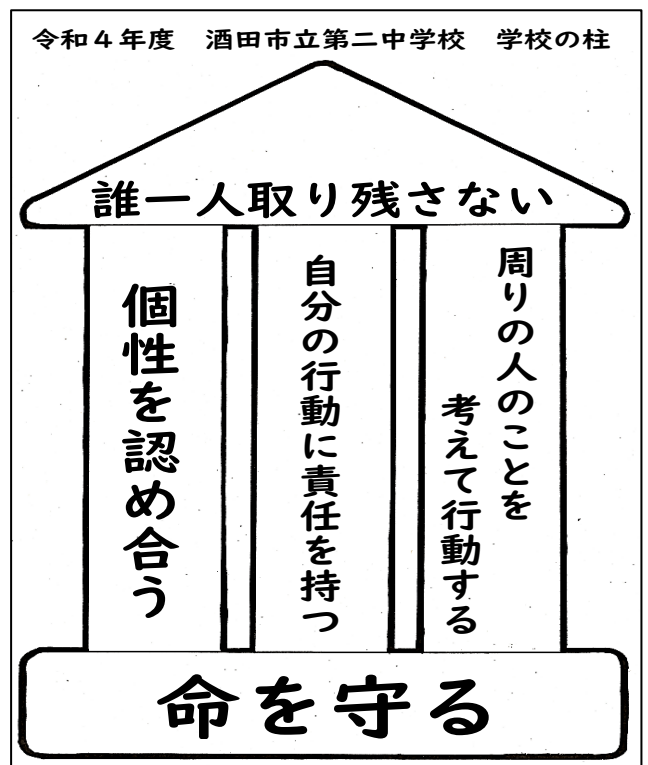 令和４年度　酒田市立第二中学校　学校の柱
誰一人取り残さない
周りの人のことを
考えて行動する
自分の行動に責任を持つ
個性を認め合う
命を守る